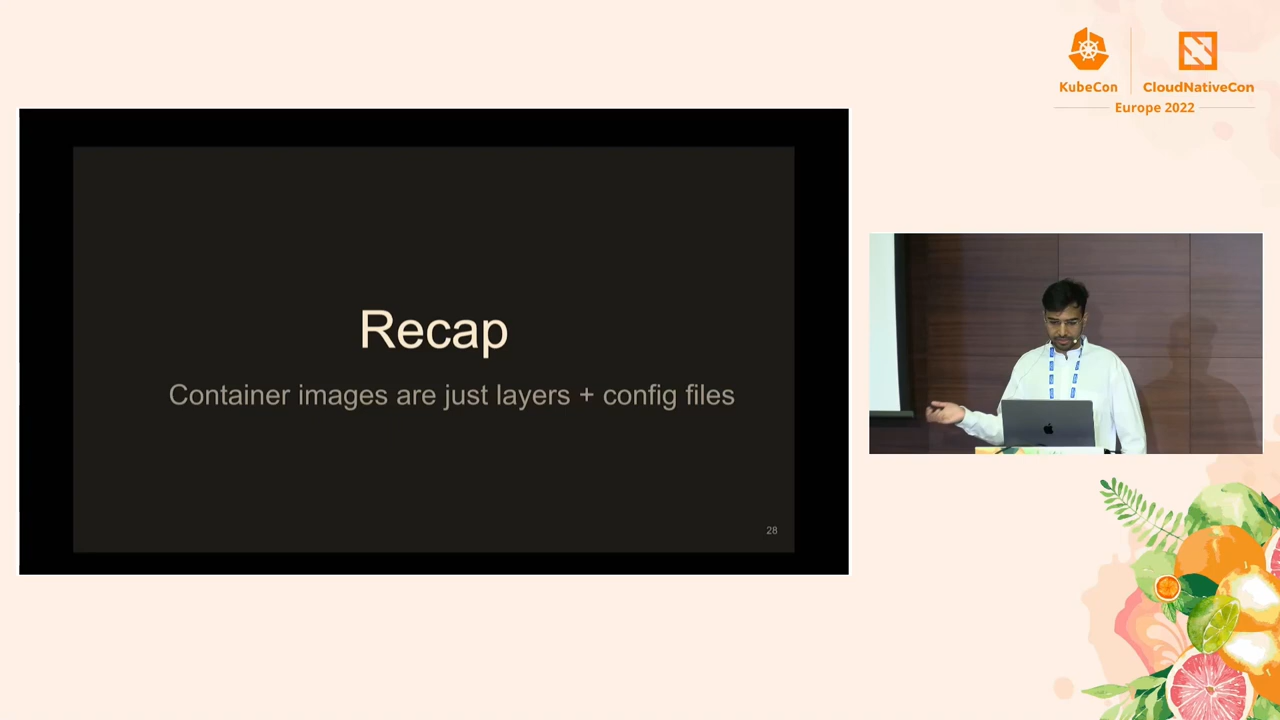 KubeCon
CloudNativeCon
Europe 2022
Recap
Container images are just layers + config files
28